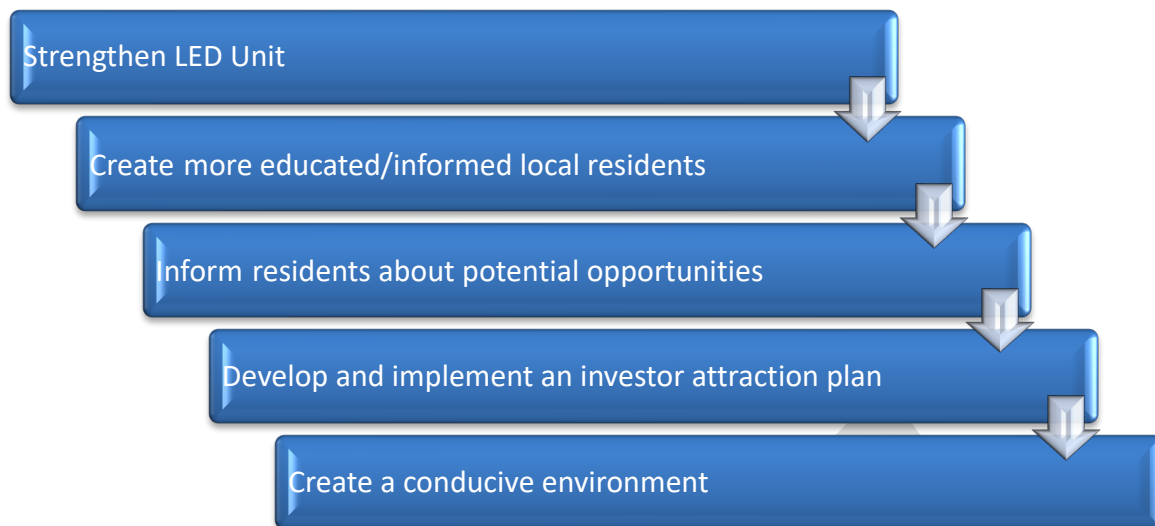 Strengthen LED Unit
Create more educated/informed local residents
Inform residents about potential opportunities
Develop and implement an investor attraction plan
Create a conducive environment